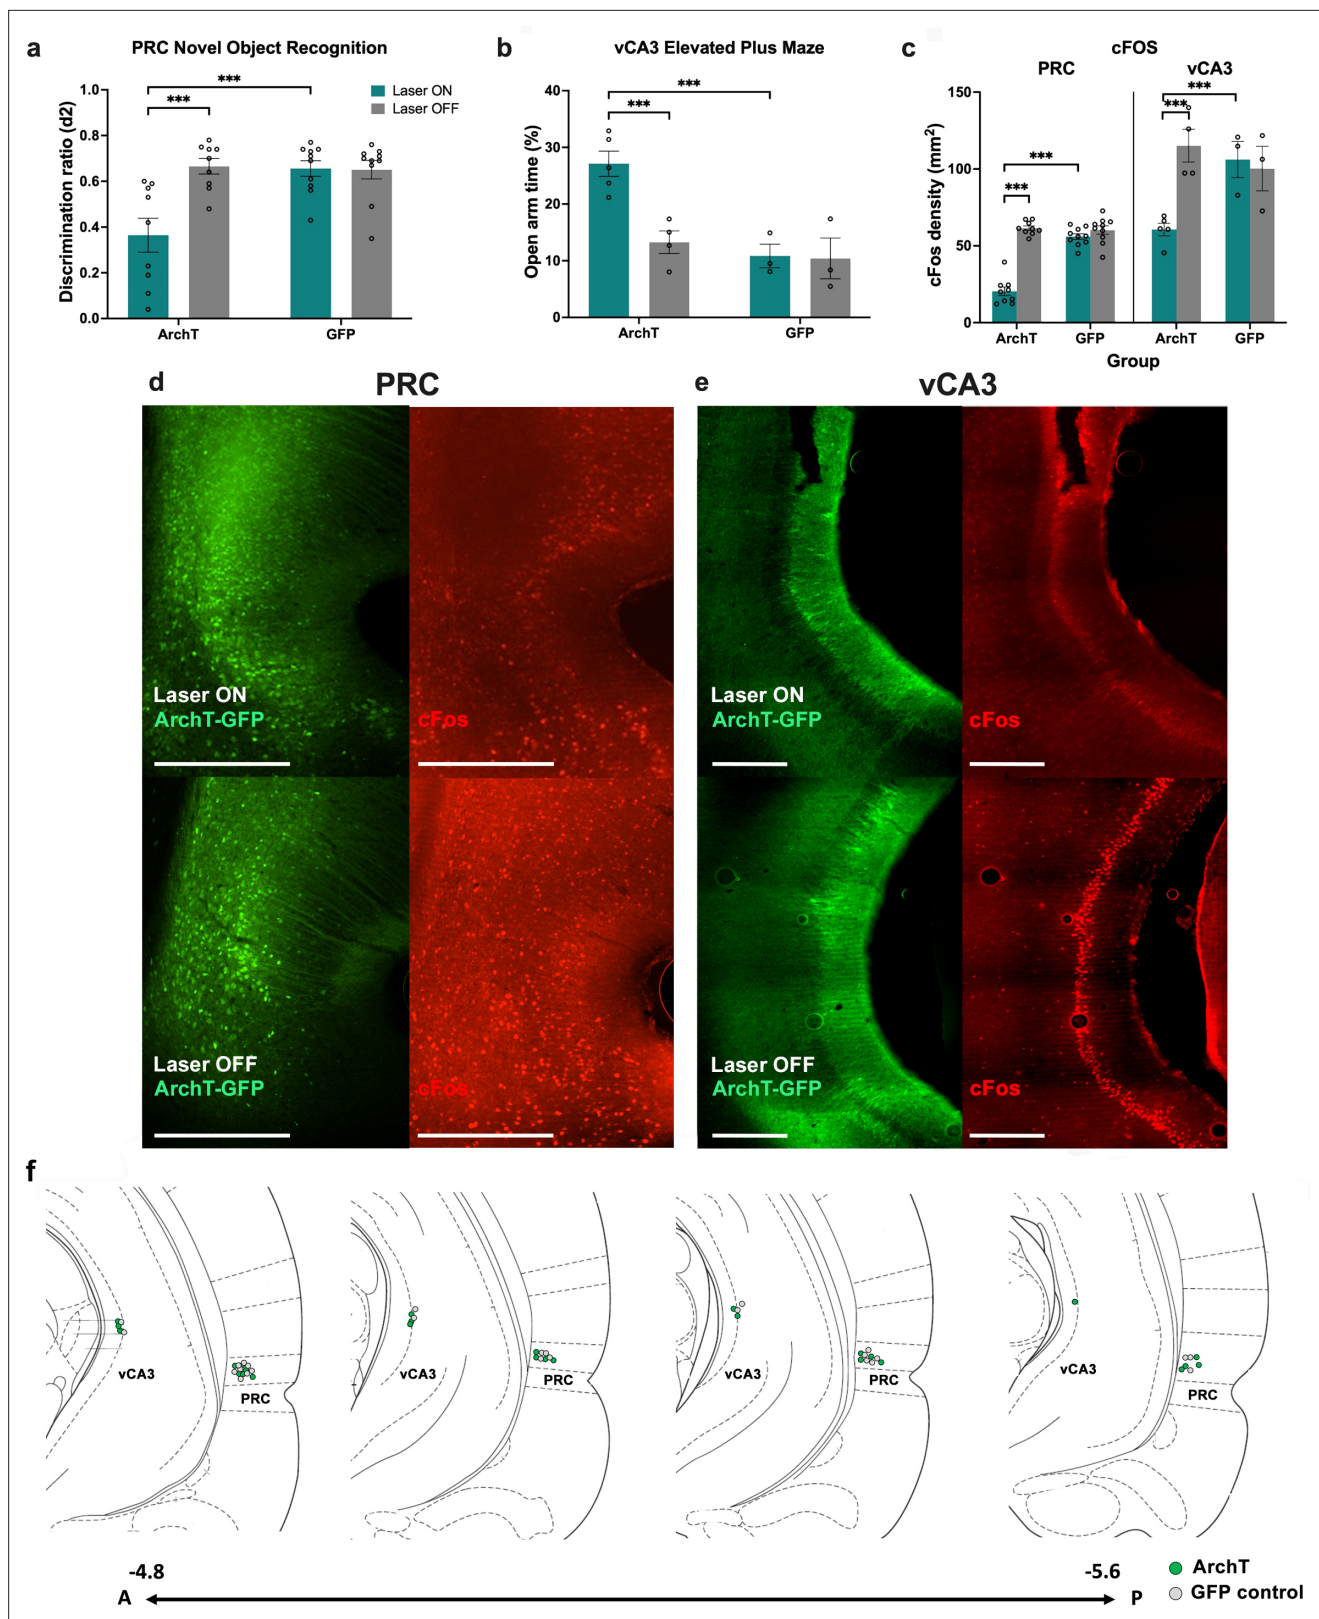 a
PRC Novel Object Recognition
Discrimination ratio (d2)
1.0
0.8
0.6
0.4
0.2
0.0
***
***
Laser ON
Laser OFF
ArchT
GFP
b
vCA3 Elevated Plus Maze
Open arm time (%)
40
30
20
10
0
***
***
ArchT
GFP
c
cFOS
PRC
vCA3
cFos density (mm²)
150
100
50
0
***
***
***
***
ArchT
GFP
ArchT
GFP
Group
d
PRC
Laser ON
ArchT-GFP
cFos
Laser OFF
ArchT-GFP
cFos
e
vCA3
Laser ON
ArchT-GFP
cFos
Laser OFF
ArchT-GFP
cFos
f
vCA3
PRC
vCA3
PRC
vCA3
PRC
vCA3
PRC
-4.8
-5.6
A
P
ArchT
GFP control